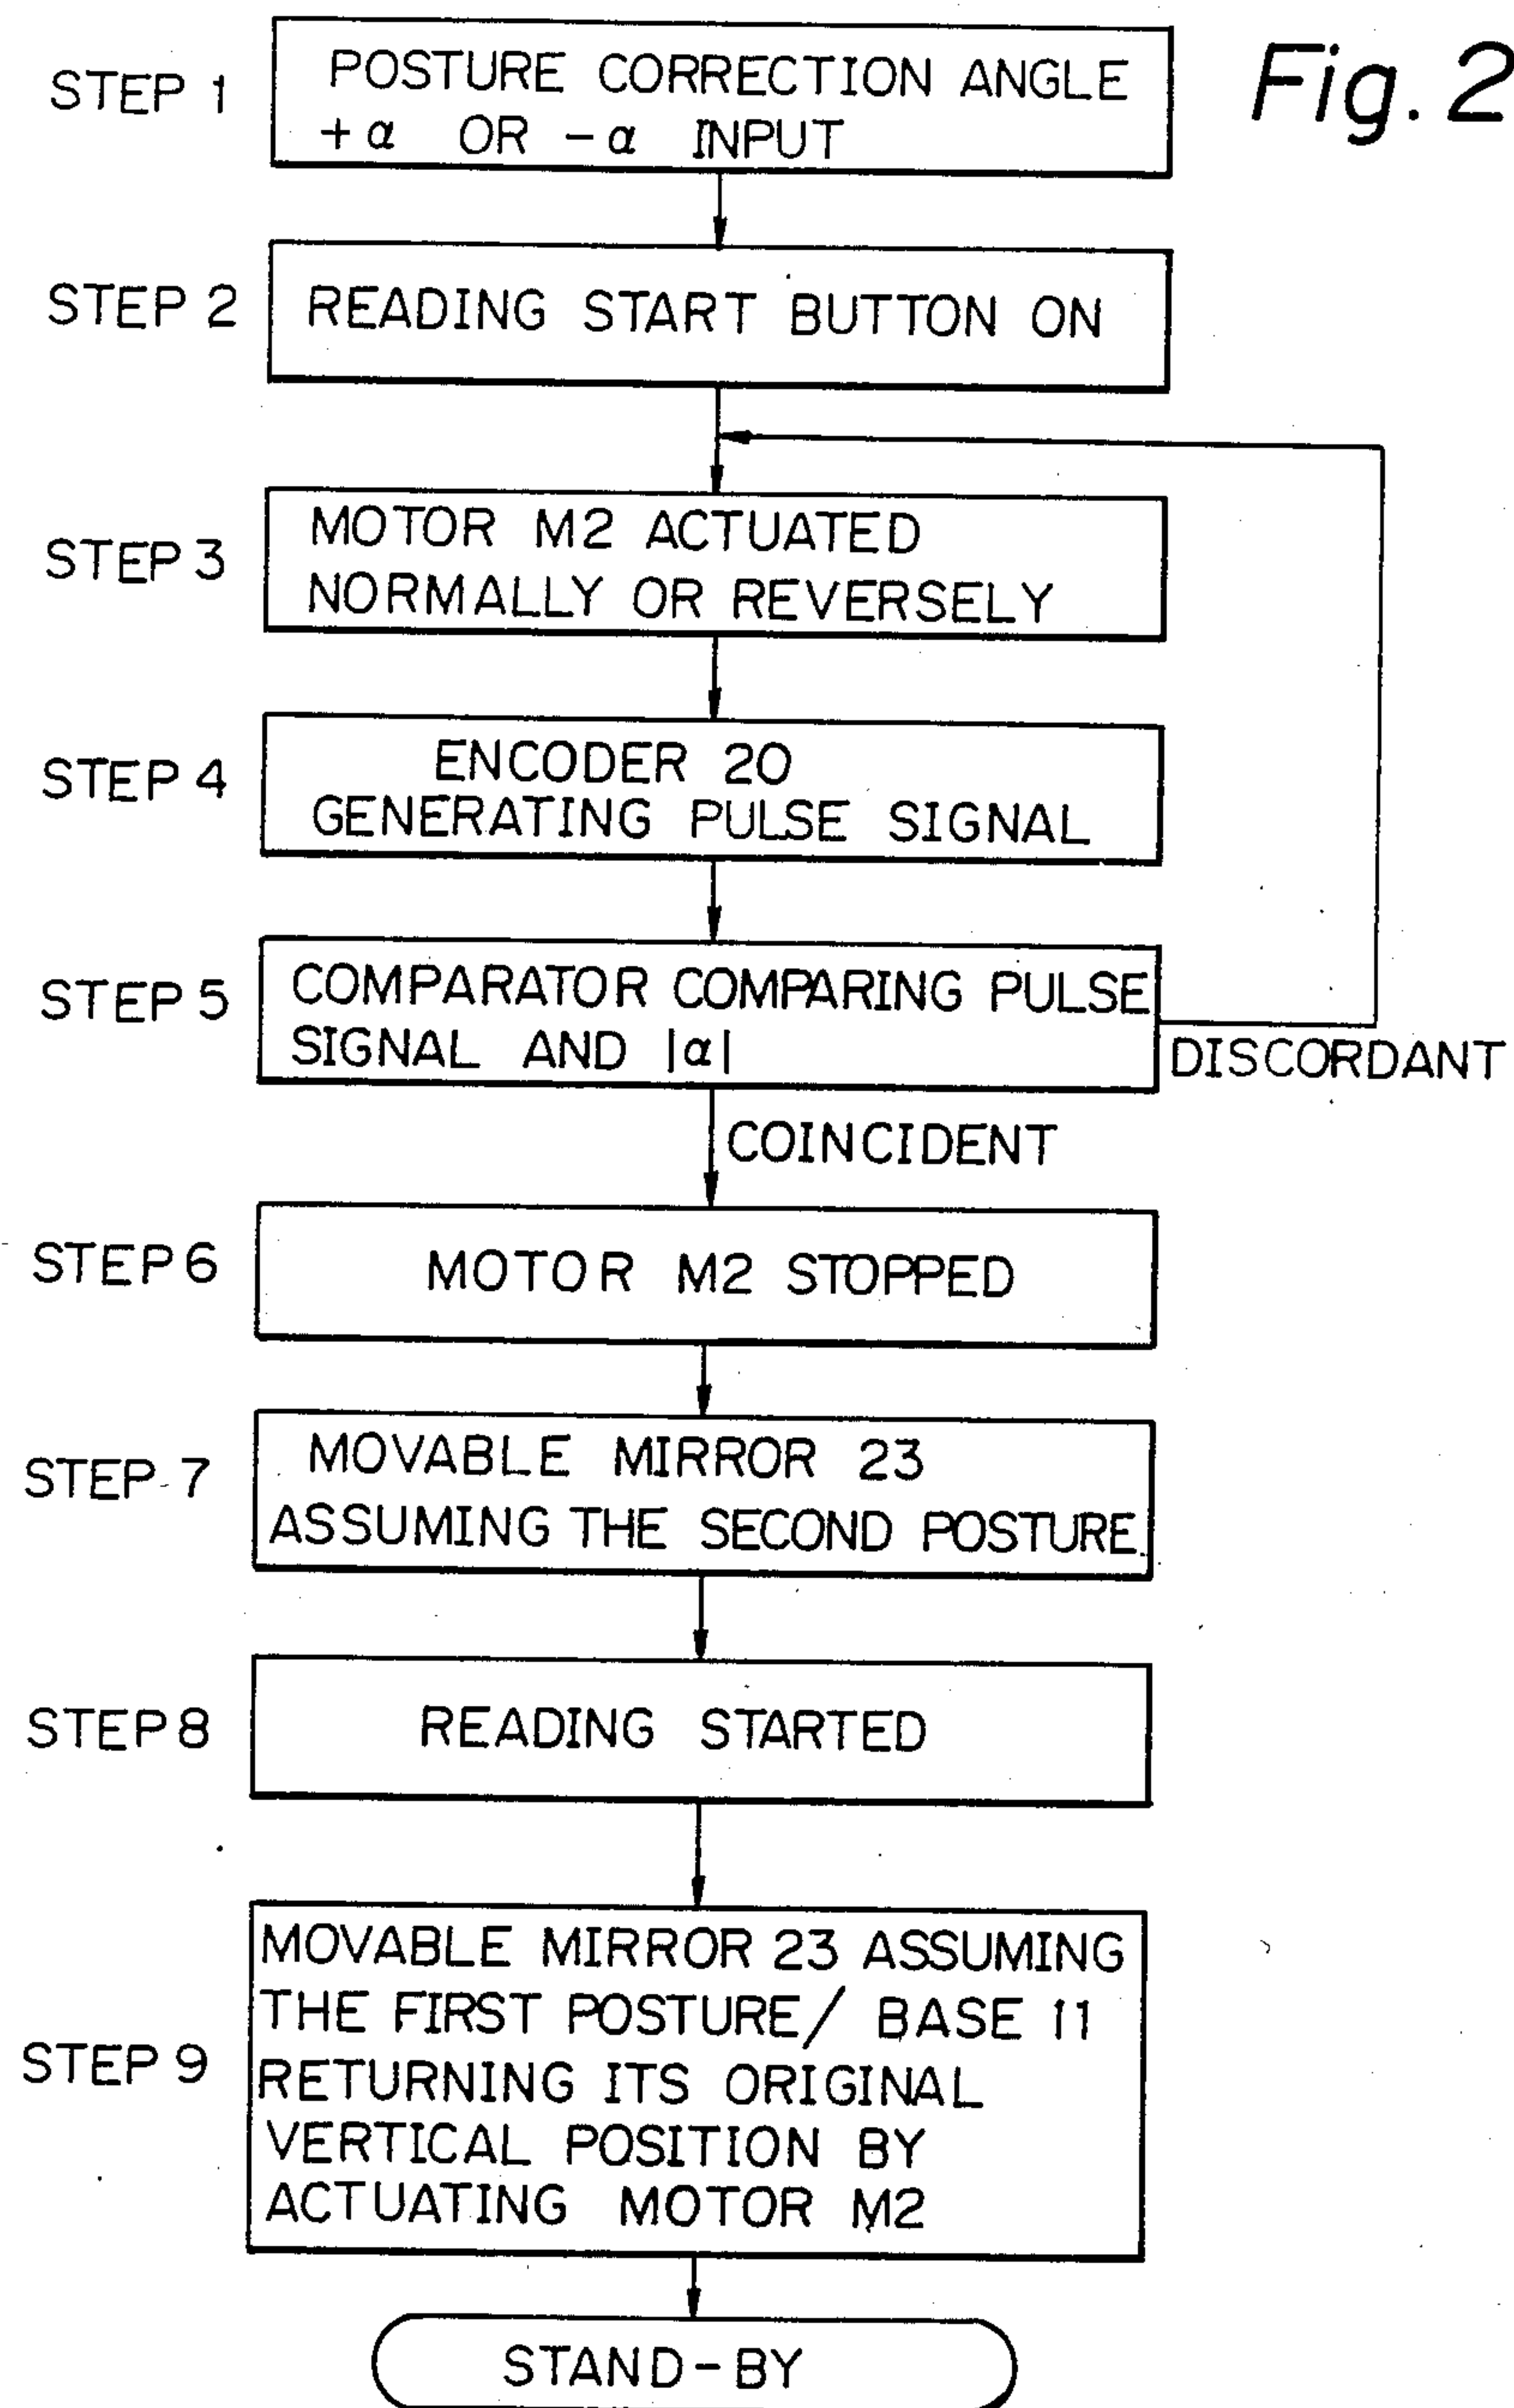 Fig. 2
STEP 1
POSTURE CORRECTION ANGLE
+α OR -α INPUT
STEP 2
READING START BUTTON ON
STEP 3
MOTOR M2 ACTUATED
NORMALLY OR REVERSELY
STEP 4
ENCODER 20
GENERATING PULSE SIGNAL
STEP 5
COMPARATOR COMPARING PULSE
SIGNAL AND |α|
DISCORDANT
COINCIDENT
STEP 6
MOTOR M2 STOPPED
STEP 7
MOVABLE MIRROR 23
ASSUMING THE SECOND POSTURE
STEP 8
READING STARTED
STEP 9
MOVABLE MIRROR 23 ASSUMING
THE FIRST POSTURE/ BASE 11
RETURNING ITS ORIGINAL
VERTICAL POSITION BY
ACTUATING MOTOR M2
STAND-BY